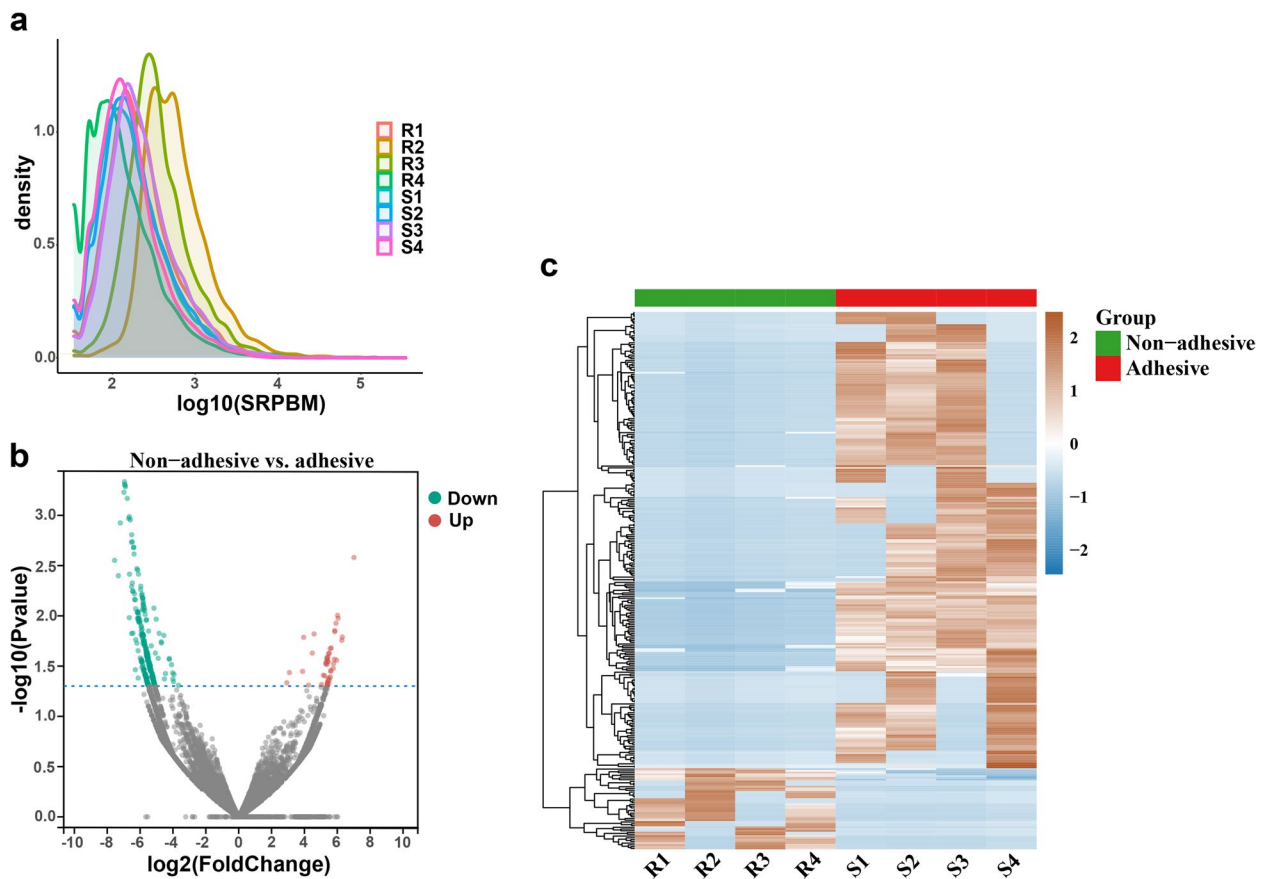 a
density
1.0
0.5
0.0
2 3 4 5
log10(SRPBM)
R1
R2
R3
R4
S1
S2
S3
S4
b
Non−adhesive vs. adhesive
-log10(Pvalue)
3.0
2.5
2.0
1.5
1.0
0.5
0.0
-10 -8 -6 -4 -2 0 2 4 6 8 10
log2(FoldChange)
Down
Up
c
2
1
0
−1
−2
Group
Non−adhesive
Adhesive
R1 R2 R3 R4 S1 S2 S3 S4